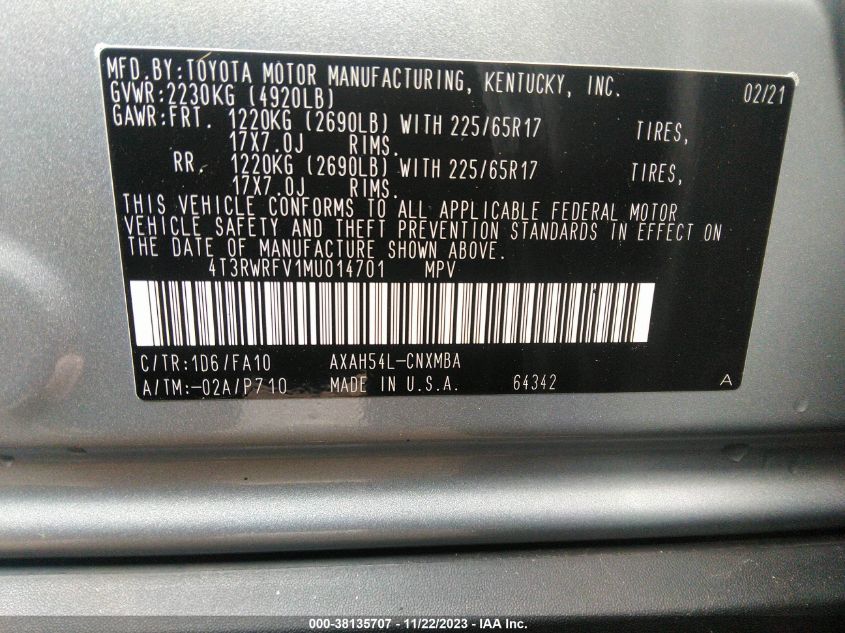 MFD.BY:TOYOTA MOTOR MANUFACTURING, KENTUCKY, INC.
GVWR:2230KG (4920LB) 02/21
GAWR:FRT. 1220KG (2690LB) WITH 225/65R17 TIRES,
17X7.0J RIMS.
RR. 1220KG (2690LB) WITH 225/65R17 TIRES,
17X7.0J RIMS.
THIS VEHICLE CONFORMS TO ALL APPLICABLE FEDERAL MOTOR
VEHICLE SAFETY AND THEFT PREVENTION STANDARDS IN EFFECT ON
THE DATE OF MANUFACTURE SHOWN ABOVE.
4T3RWRFV1MU014701 MPV
C/TR:1D6/FA10 AXAH54L-CNXMBA
A/TM:-02A/P710 MADE IN U.S.A. 64342 A
000-38135707 - 11/22/2023 - IAA Inc.